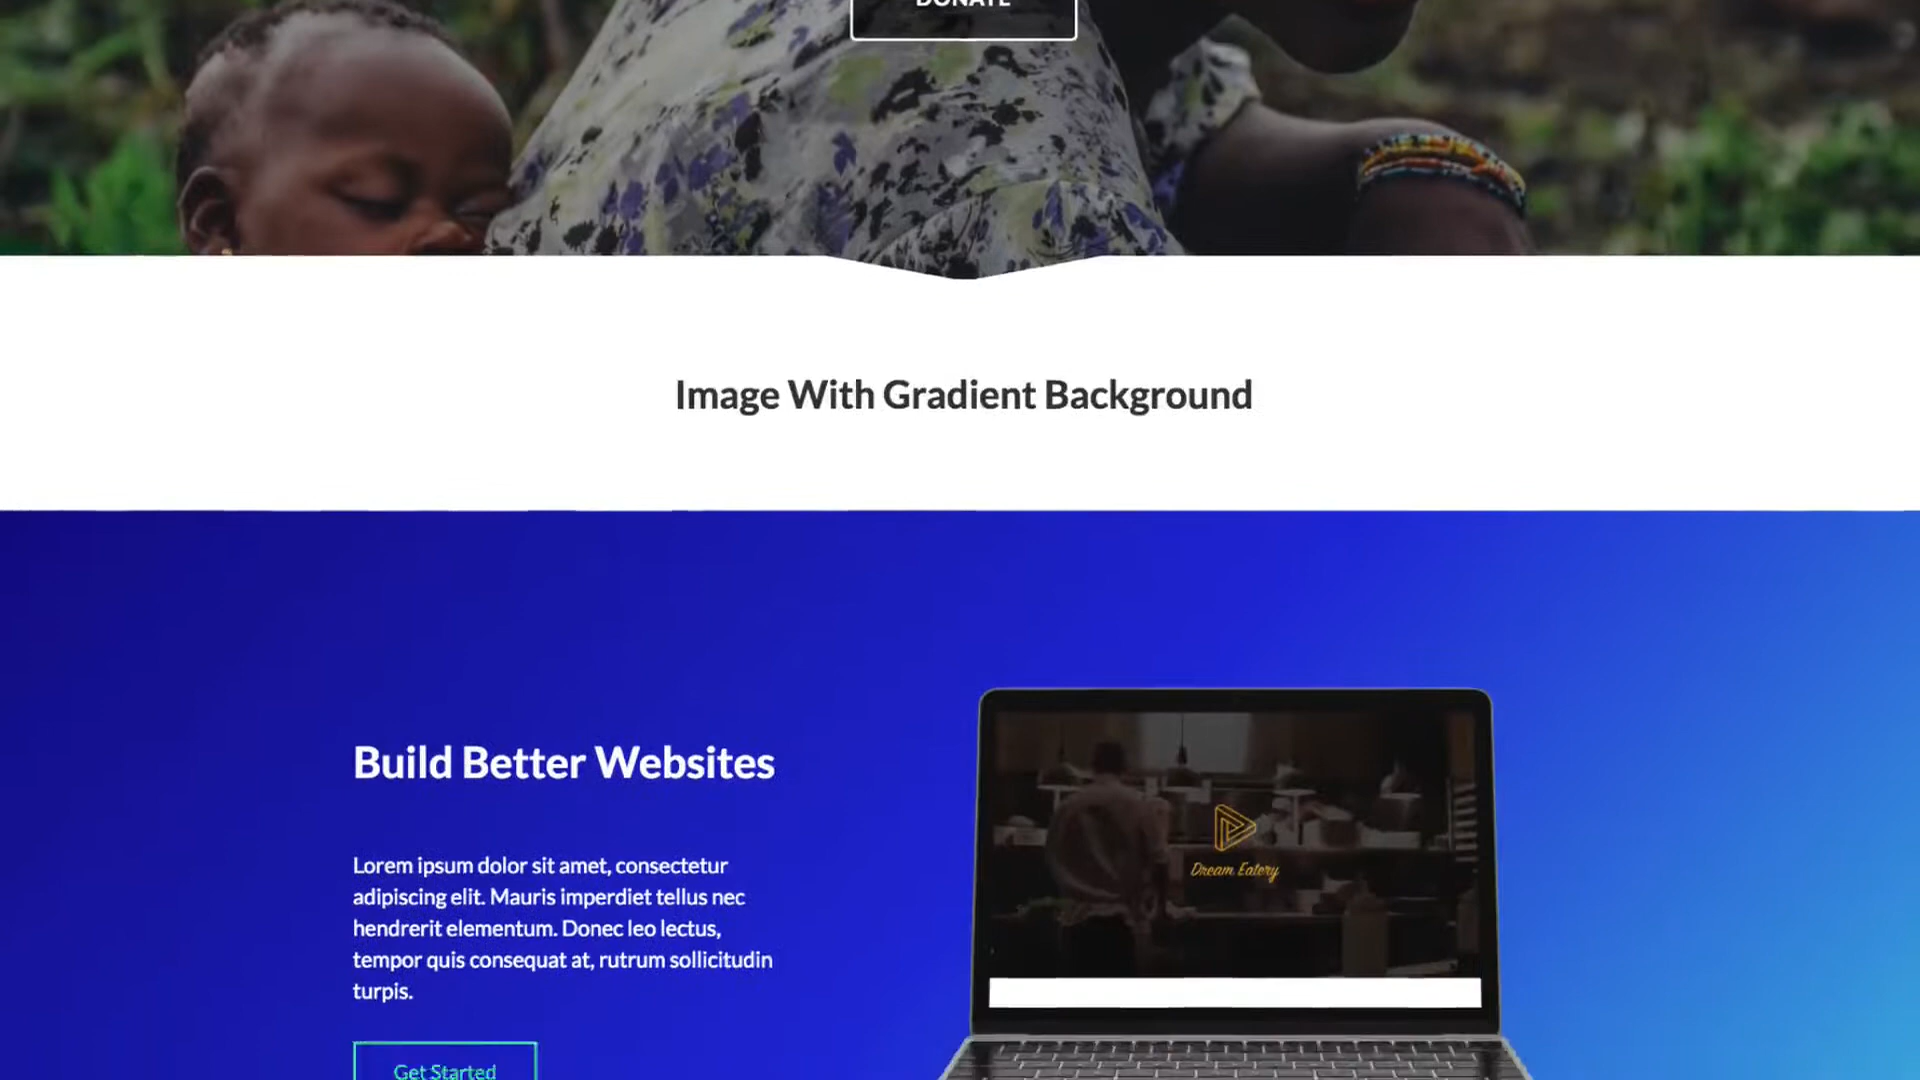 DONATE
Image With Gradient Background
Build Better Websites
Lorem ipsum dolor sit amet, consectetur
adipiscing elit. Mauris imperdiet tellus nec
hendrerit elementum. Donec leo lectus,
tempor quis consequat at, rutrum sollicitudin
turpis.
Get Started
Dream Eatery